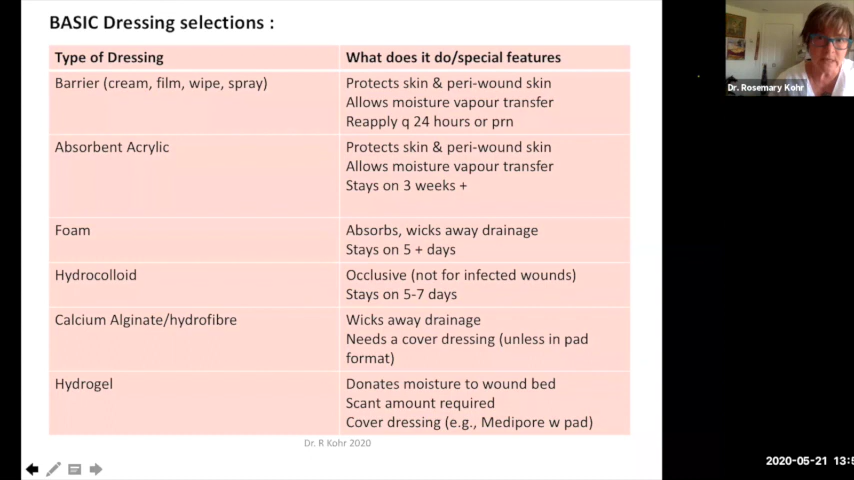 BASIC Dressing selections :
Type of Dressing
What does it do/special features
Barrier (cream, film, wipe, spray)
Protects skin & peri-wound skin
Allows moisture vapour transfer
Reapply q 24 hours or prn
Absorbent Acrylic
Protects skin & peri-wound skin
Allows moisture vapour transfer
Stays on 3 weeks +
Foam
Absorbs, wicks away drainage
Stays on 5 + days
Hydrocolloid
Occlusive (not for infected wounds)
Stays on 5-7 days
Calcium Alginate/hydrofibre
Wicks away drainage
Needs a cover dressing (unless in pad
format)
Hydrogel
Donates moisture to wound bed
Scant amount required
Cover dressing (e.g., Medipore w pad)
Dr. R Kohr 2020
Dr. Rosemary Kohr
2020-05-21 13:5